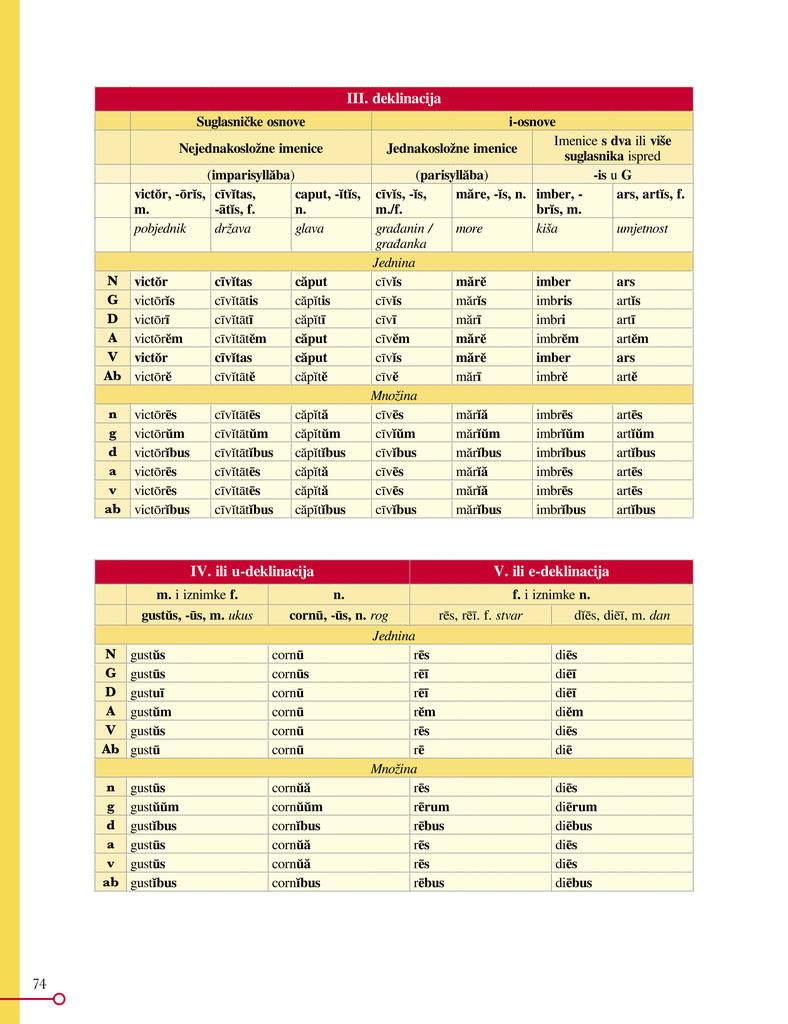 III. deklinacija
Suglasničke osnove i-osnove
Nejednakosložne imenice Jednakosložne imenice Imenice s dva ili više
suglasnika ispred
(imparisyllăba) (parisyllăba) -is u G
victŏr, -ōrĭs, cīvĭtas, caput, -ĭtĭs, cīvĭs, -ĭs, măre, -ĭs, n. imber, - ars, artĭs, f.
m. -ātĭs, f. n. m./f. brĭs, m.
pobjednik država glava građanin / more kiša umjetnost
građanka
Jednina
N victŏr cīvĭtas căput cīvĭs mărĕ imber ars
G victōrĭs cīvĭtātis căpĭtis cīvĭs mărĭs imbris artĭs
D victōrī cīvĭtātī căpĭtī cīvī mărī imbri artī
A victōrĕm cīvĭtātĕm căput cīvĕm mărĕ imbrĕm artĕm
V victŏr cīvĭtas căput cīvĭs mărĕ imber ars
Ab victōrĕ cīvĭtātĕ căpĭtĕ cīvĕ mărī imbrĕ artĕ
Množina
n victōrēs cīvĭtātēs căpĭtă cīvēs mărĭă imbrēs artēs
g victōrŭm cīvĭtātŭm căpĭtŭm cīvĭŭm mărĭŭm imbrĭŭm artĭŭm
d victōrĭbus cīvĭtātĭbus căpĭtĭbus cīvĭbus mărĭbus imbrĭbus artĭbus
a victōrēs cīvĭtātēs căpĭtă cīvēs mărĭă imbrēs artēs
v victōrēs cīvĭtātēs căpĭtă cīvēs mărĭă imbrēs artēs
ab victōrĭbus cīvĭtātĭbus căpĭtĭbus cīvĭbus mărĭbus imbrĭbus artĭbus
IV. ili u-deklinacija V. ili e-deklinacija
m. i iznimke f. n. f. i iznimke n.
gustŭs, -ūs, m. ukus cornū, -ūs, n. rog rēs, rēī. f. stvar dĭēs, diēī, m. dan
Jednina
N gustŭs cornū rēs diēs
G gustūs cornūs rēī diēī
D gustuī cornū rēī diēī
A gustŭm cornū rĕm diĕm
V gustŭs cornū rēs diēs
Ab gustū cornū rē diē
Množina
n gustūs cornŭă rēs diēs
g gustŭŭm cornŭŭm rērum diērum
d gustĭbus cornĭbus rēbus diēbus
a gustūs cornŭă rēs diēs
v gustūs cornŭă rēs diēs
ab gustĭbus cornĭbus rēbus diēbus
74